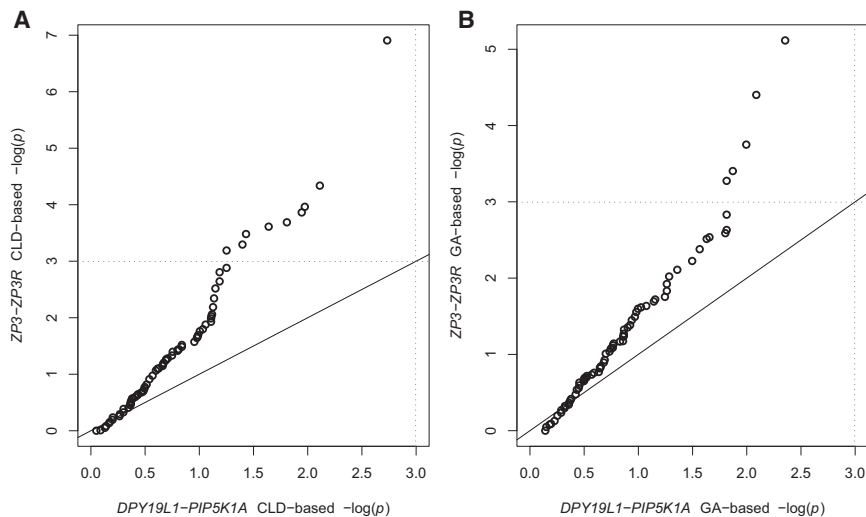 A
ZP3−ZP3R CLD−based −log(p)
7
6
5
4
3
2
1
0
0.0 0.5 1.0 1.5 2.0 2.5 3.0
DPY19L1−PIP5K1A CLD−based −log(p)
B
ZP3−ZP3R GA−based −log(p)
5
4
3
2
1
0
0.0 0.5 1.0 1.5 2.0 2.5 3.0
DPY19L1−PIP5K1A GA−based −log(p)